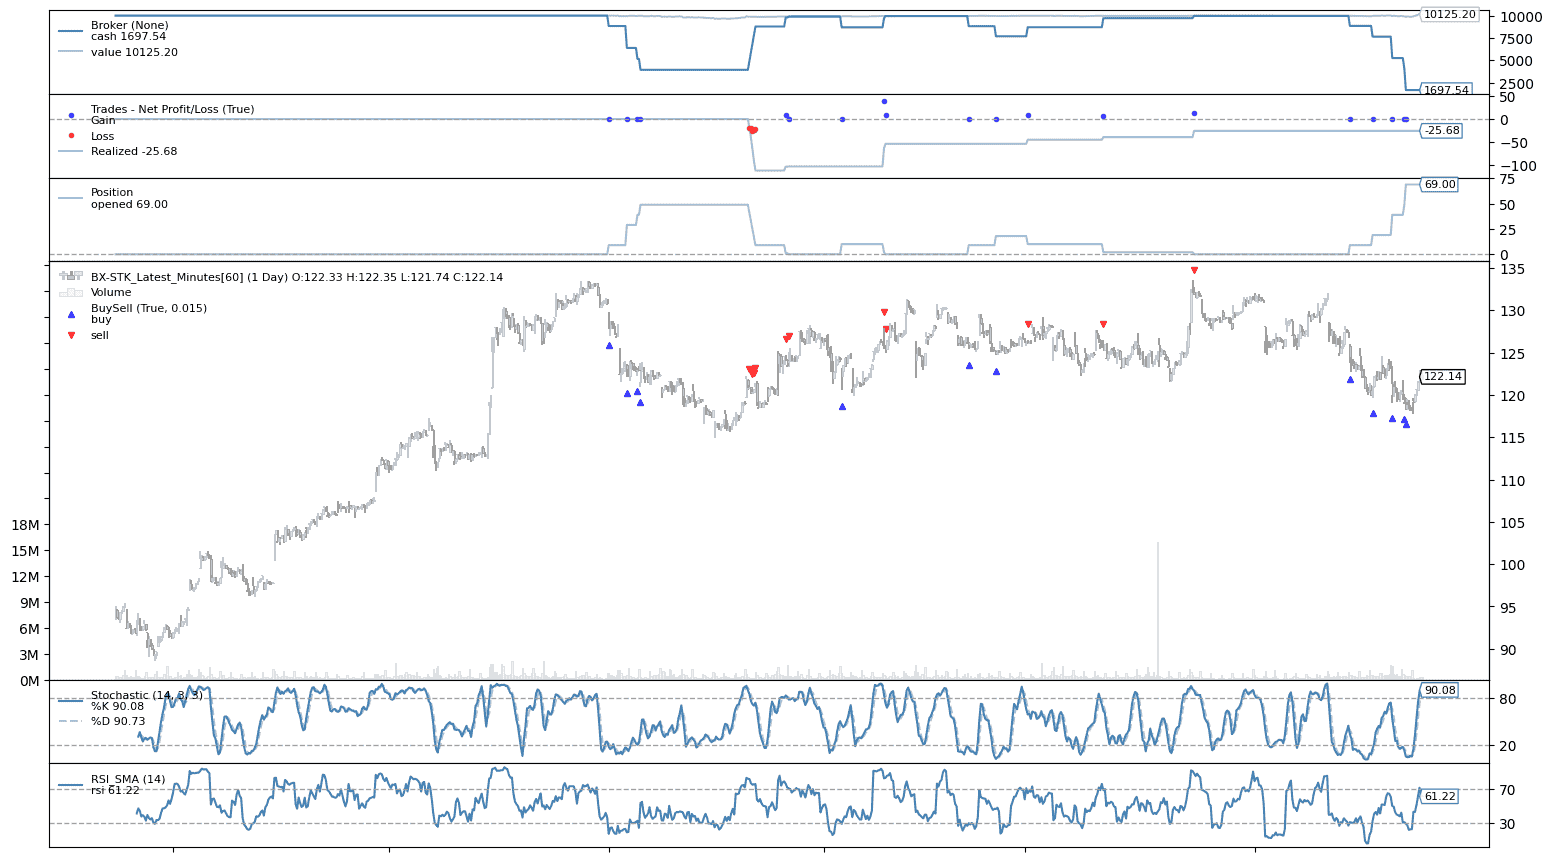 Broker (None)
cash 1697.54
value 10125.20
10125.20
10000
7500
5000
2500
1697.54
Trades - Net Profit/Loss (True)
Gain
Loss
Realized -25.68
50
0
-25.68
−50
−100
Position
opened 69.00
75
69.00
50
25
0
BX-STK_Latest_Minutes[60] (1 Day) O:122.33 H:122.35 L:121.74 C:122.14
Volume
BuySell (True, 0.015)
buy
sell
135
130
125
122.14
120
115
110
105
100
95
90
18M
15M
12M
9M
6M
3M
0M
Stochastic (14, 3, 3)
%K 90.08
%D 90.73
90.08
80
20
RSI_SMA (14)
rsi 61.22
70
61.22
30